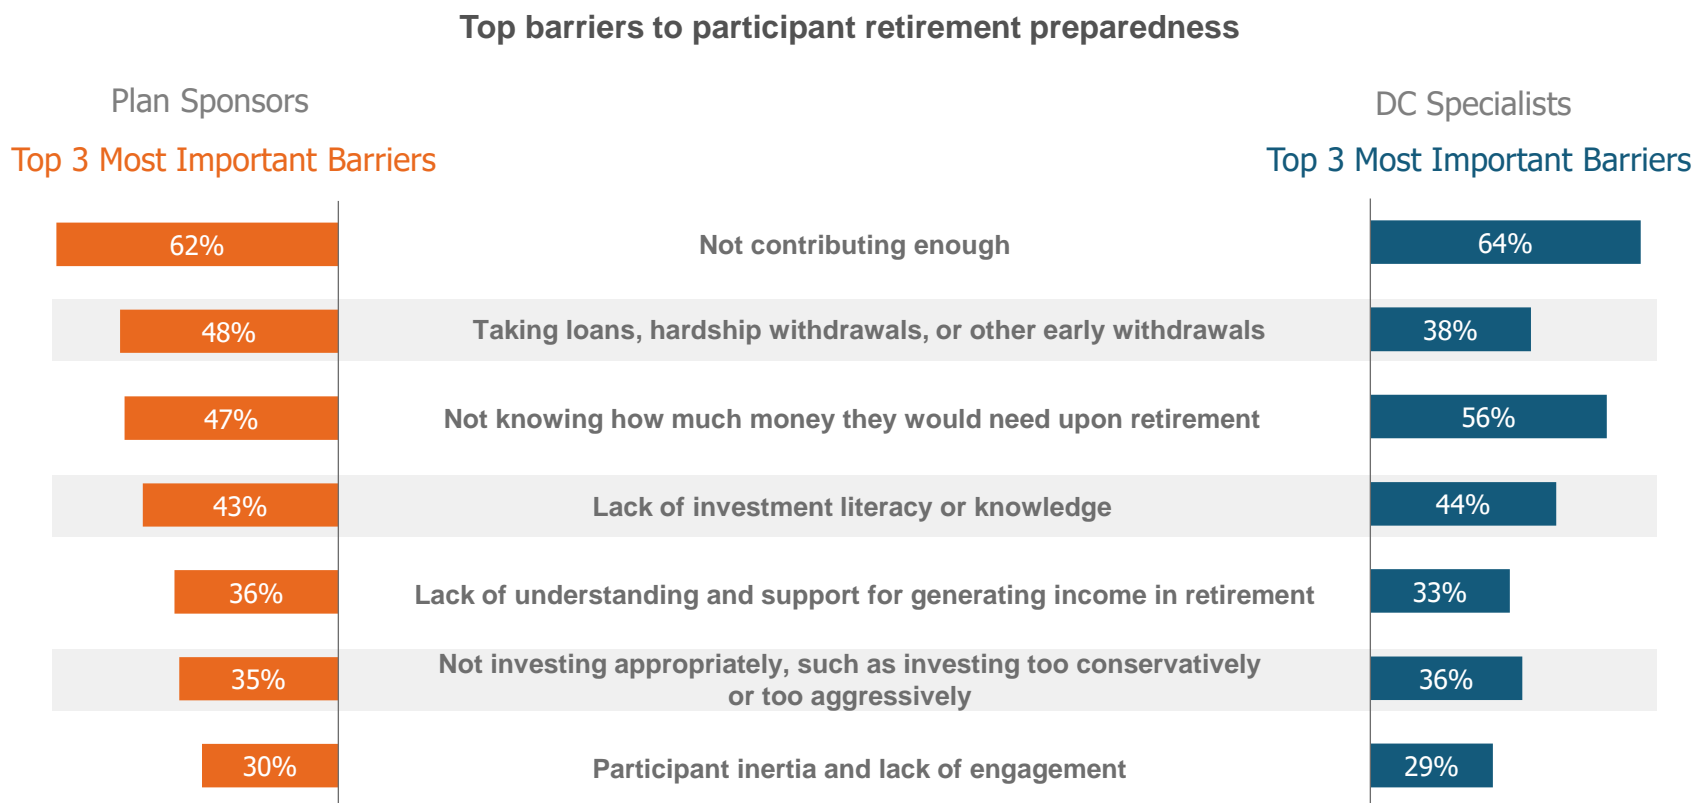 Top barriers to participant retirement preparedness
Plan Sponsors
DC Specialists
Top 3 Most Important Barriers
Top 3 Most Important Barriers
62%
Not contributing enough
64%
48%
Taking loans, hardship withdrawals, or other early withdrawals
38%
47%
Not knowing how much money they would need upon retirement
56%
43%
Lack of investment literacy or knowledge
44%
36%
Lack of understanding and support for generating income in retirement
33%
35%
Not investing appropriately, such as investing too conservatively
or too aggressively
36%
30%
Participant inertia and lack of engagement
29%